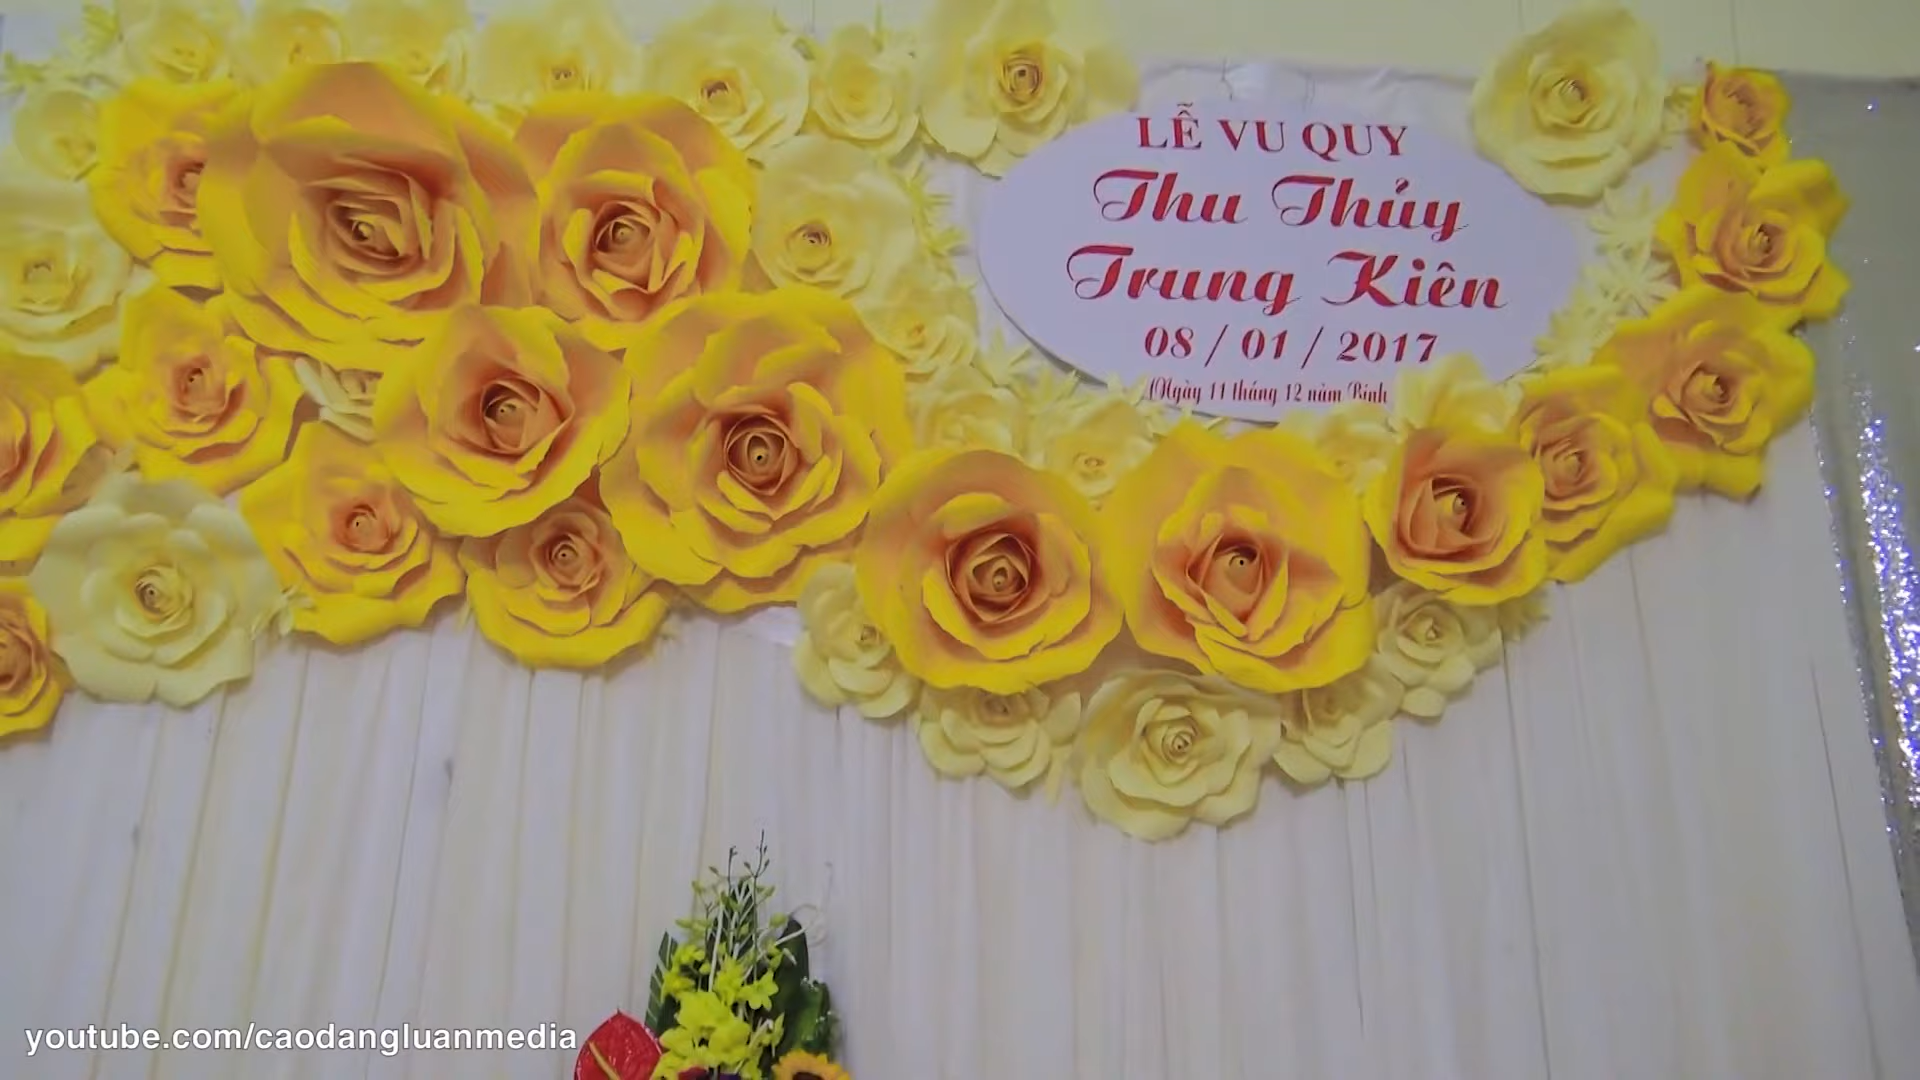 LỄ VU QUY
Thu Thủy
Trung Kiên
08 / 01 / 2017
(Ngày 11 tháng 12 năm Bính
youtube.com/caodangluanmedia